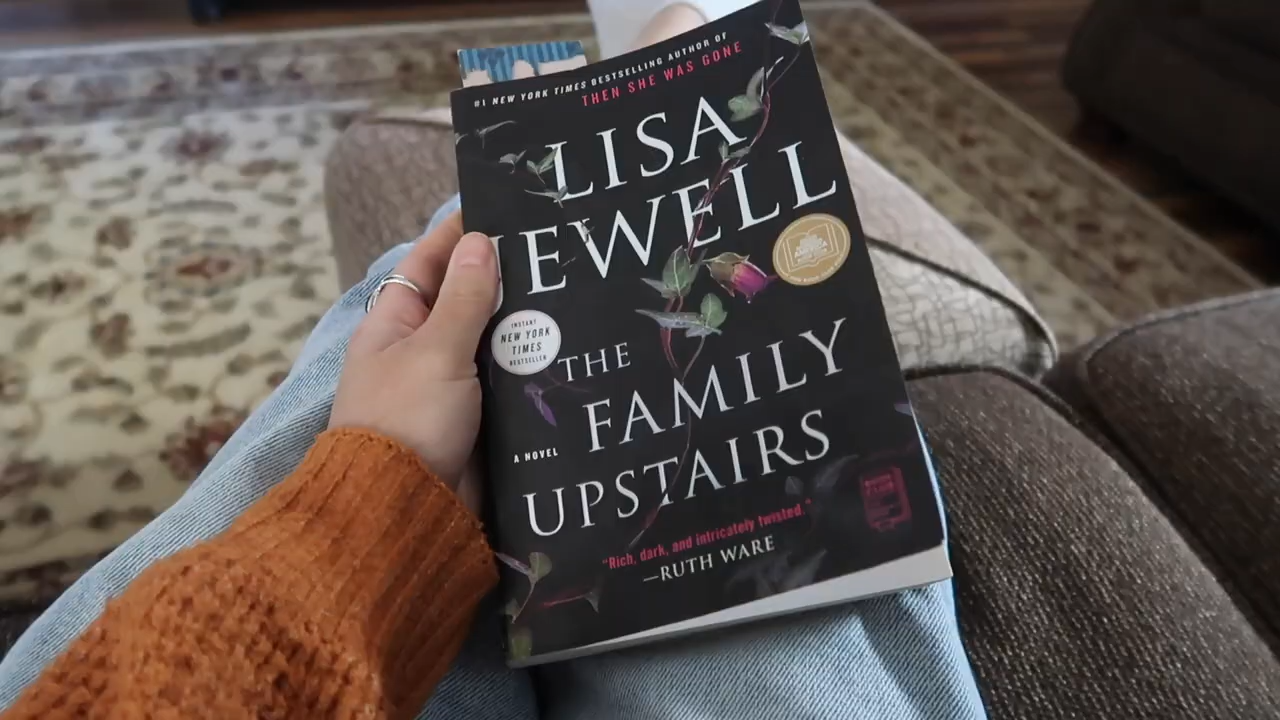 #1 NEW YORK TIMES BESTSELLING AUTHOR OF
THEN SHE WAS GONE
LISA
JEWELL
INSTANT
NEW YORK
TIMES
BESTSELLER
THE
FAMILY
A NOVEL
UPSTAIRS
"Rich, dark, and intricately twisted."
—RUTH WARE